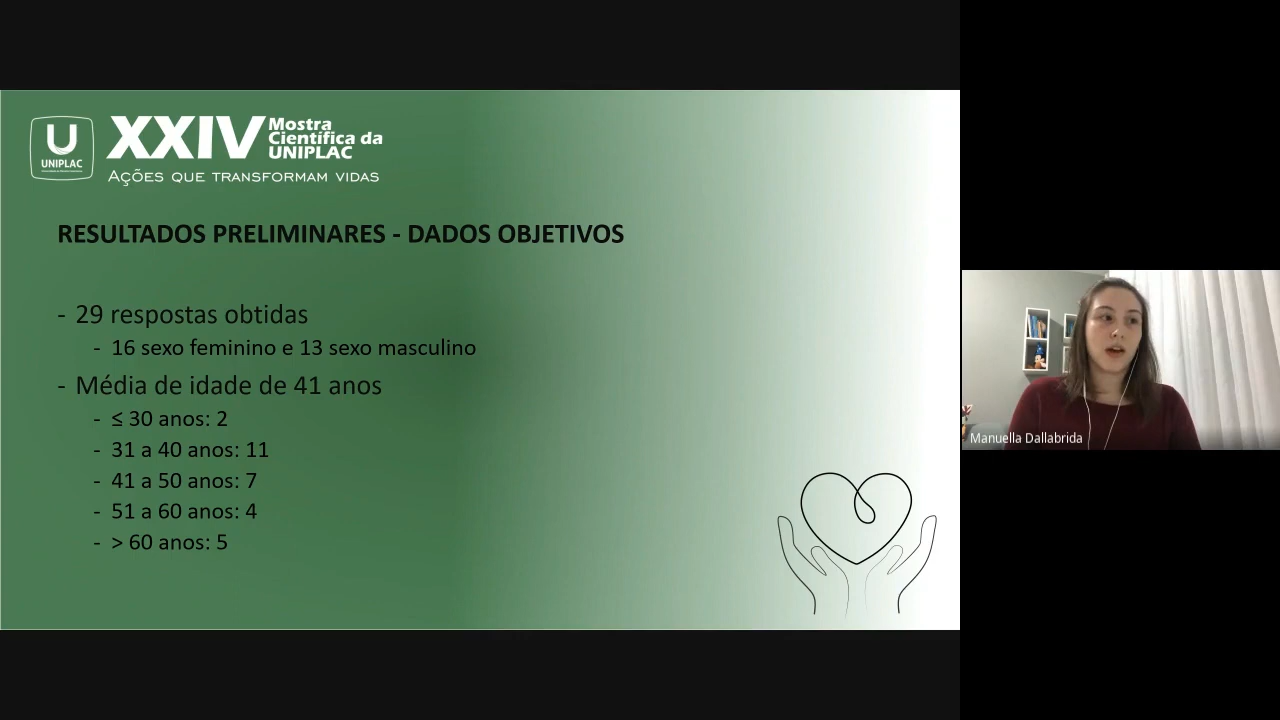 U
UNIPLAC
XXIV Mostra
Científica da
UNIPLAC
AÇÕES QUE TRANSFORMAM VIDAS
RESULTADOS PRELIMINARES - DADOS OBJETIVOS
- 29 respostas obtidas
- 16 sexo feminino e 13 sexo masculino
- Média de idade de 41 anos
- ≤ 30 anos: 2
- 31 a 40 anos: 11
- 41 a 50 anos: 7
- 51 a 60 anos: 4
- > 60 anos: 5
Manuella Dallabrida